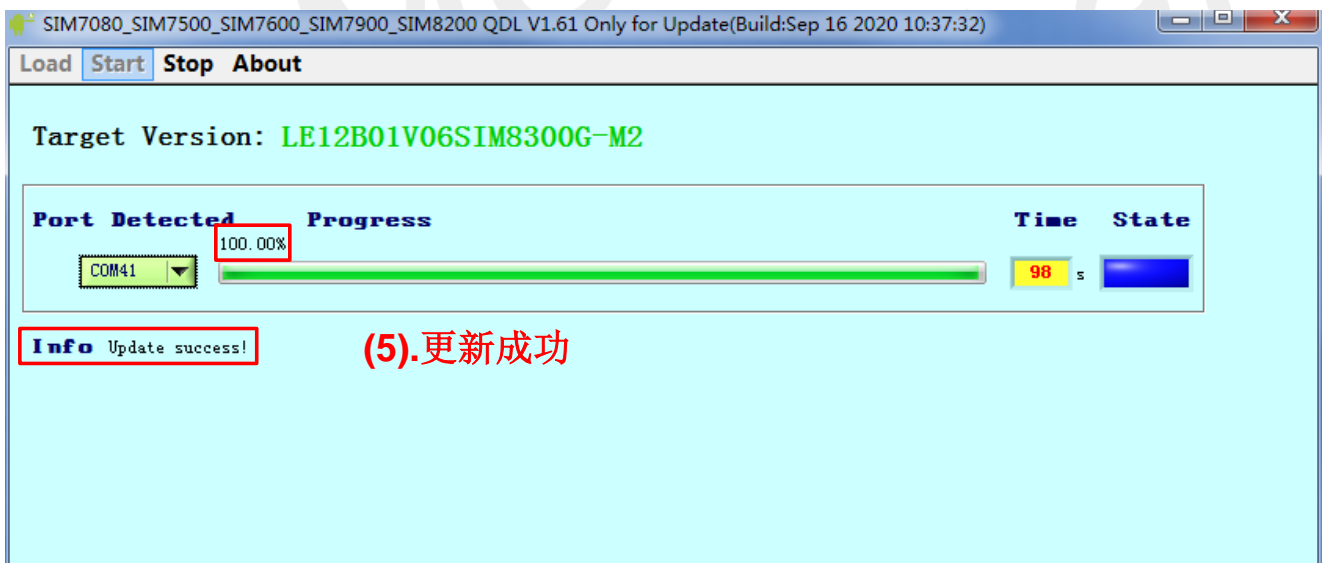 SIM7080_SIM7500_SIM7600_SIM7900_SIM8200 QDL V1.61 Only for Update(Build:Sep 16 2020 10:37:32)
Load Start Stop About
Target Version: LE12B01V06SIM8300G-M2
Port Detected Progress Time State
100.00%
COM41 98 s
Info Update success! (5).更新成功